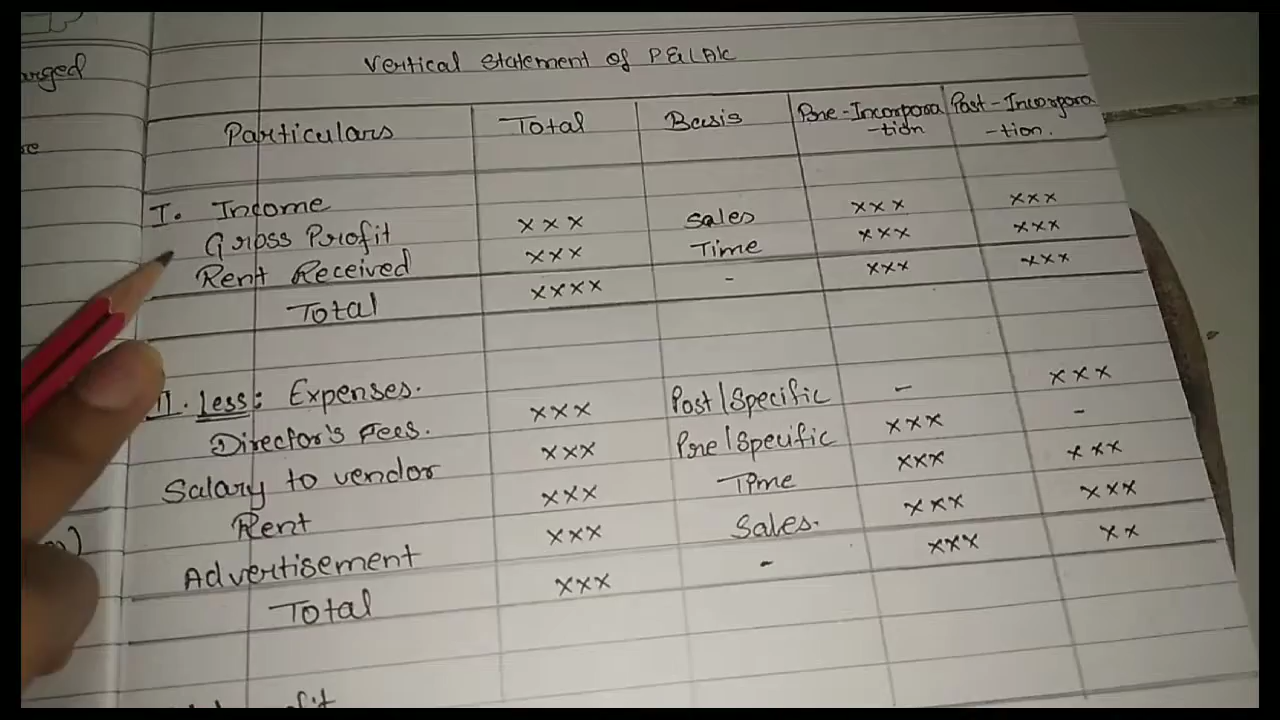 arged
Vertical Statement of P&L A/c
Particulars Total Basis Pre-Incorpora Post-Incorpora
-tion -tion.
I. Income
Gross Profit xxx Sales xxx xxx
Rent Received xxx Time xxx xxx
Total xxxx - xxx xxx
II. Less: Expenses.
Director's Fees. xxx Post/Specific - xxx
Salary to vendor xxx Pre/Specific xxx -
Rent xxx Time xxx xxx
Advertisement xxx Sales. xxx xxx
Total xxx - xxx xx